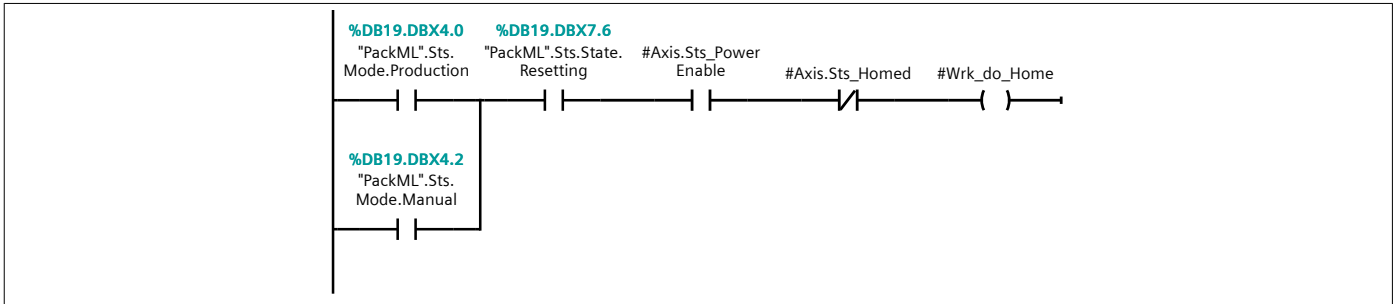 %DB19.DBX4.0
"PackML".Sts.
Mode.Production
%DB19.DBX7.6
"PackML".Sts.State.
Resetting
#Axis.Sts_Power
Enable
#Axis.Sts_Homed
#Wrk_do_Home
%DB19.DBX4.2
"PackML".Sts.
Mode.Manual